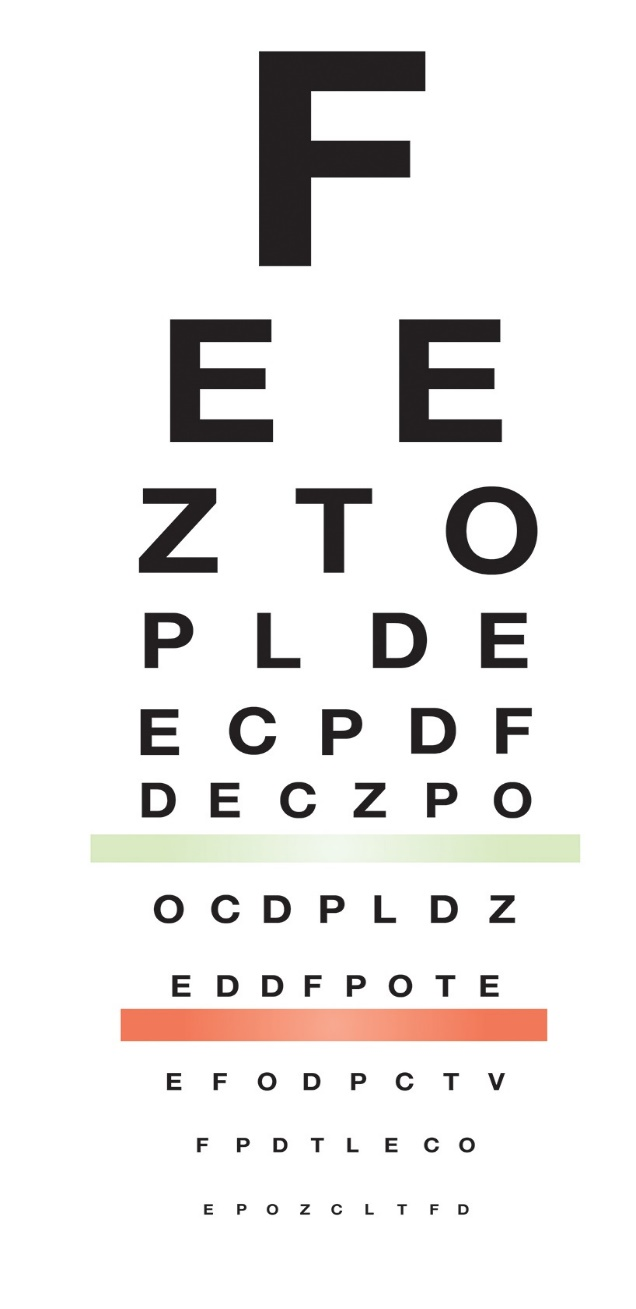 F
E E
Z T O
P L D E
E C P D F
D E C Z P O
O C D P L D Z
E D D F P O T E
E F O D P C T V
F P D T L E C O
E P O Z C L T F D